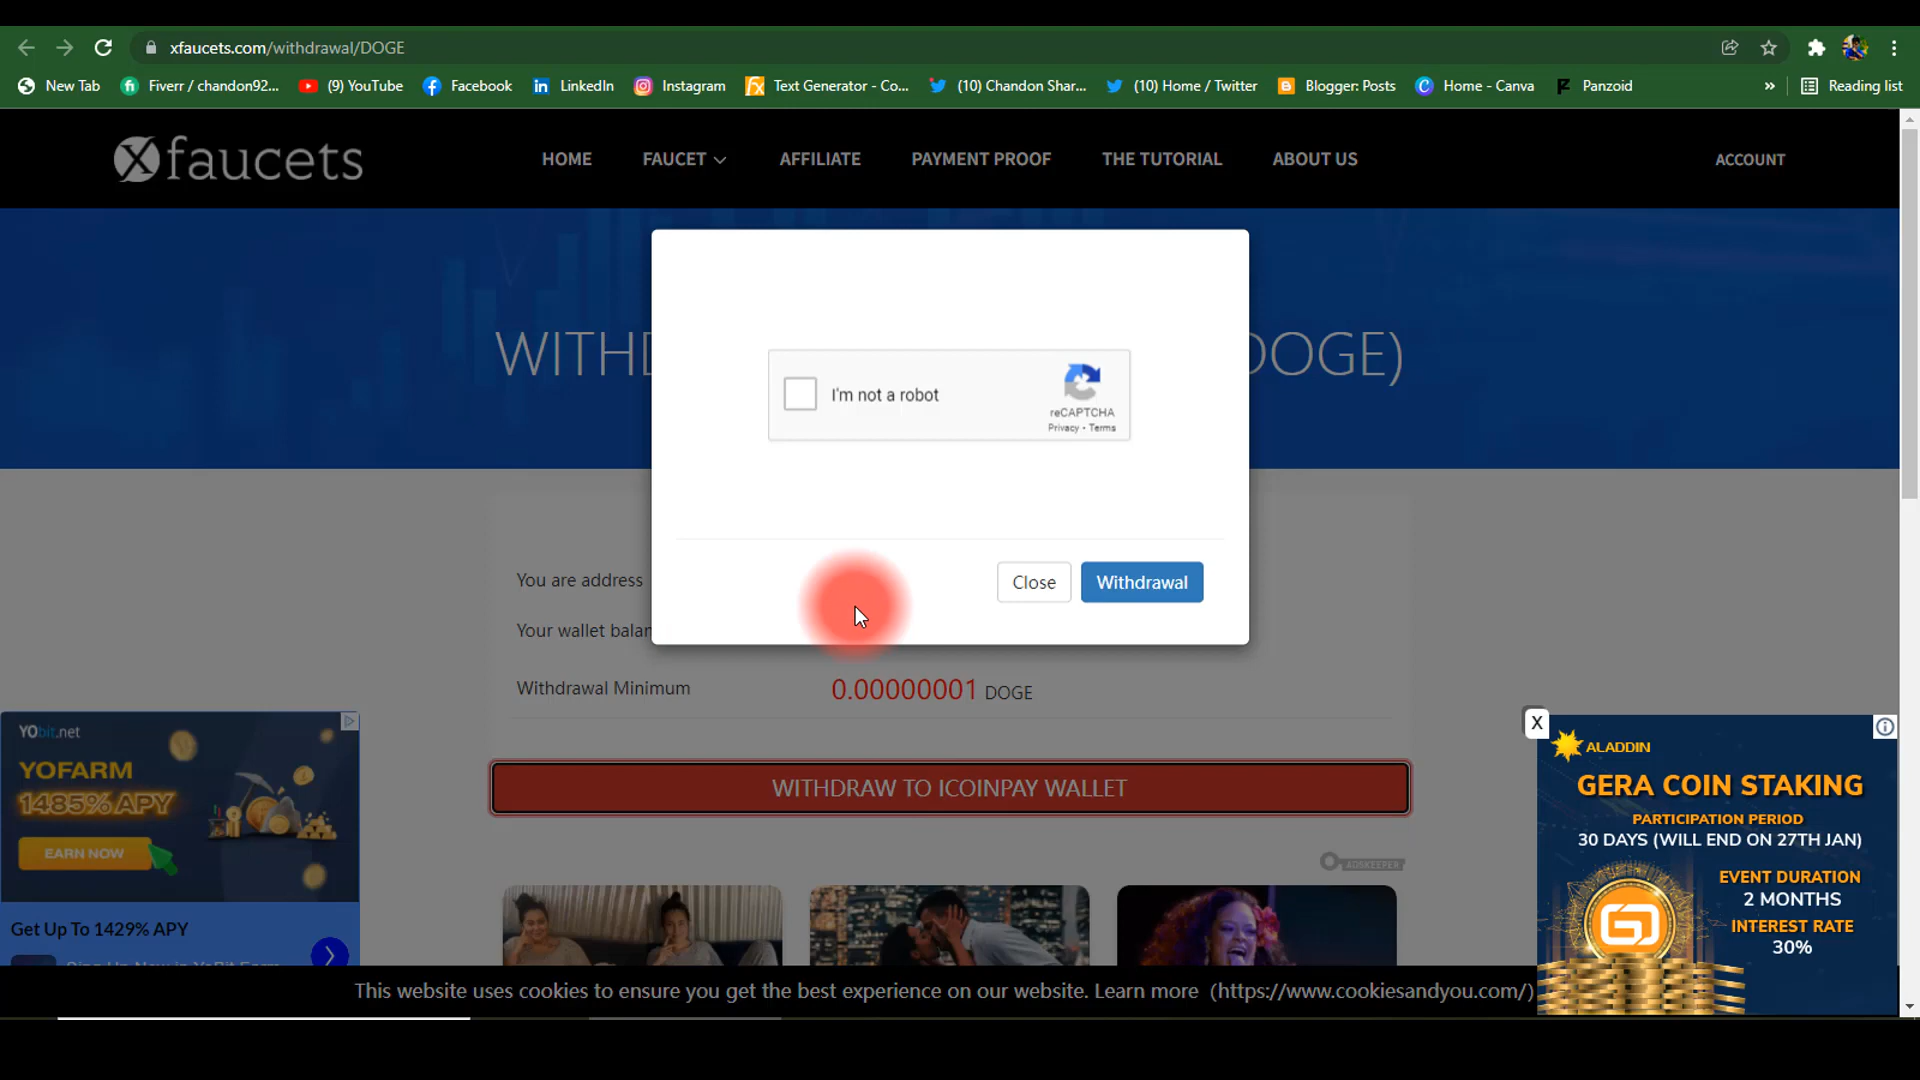 xfaucets.com/withdrawal/DOGE
New Tab
Fiverr / chandon92...
(9) YouTube
Facebook
LinkedIn
Instagram
Text Generator - Co...
(10) Chandon Shar...
(10) Home / Twitter
Blogger: Posts
Home - Canva
Panzoid
»
Reading list
xfaucets
HOME
FAUCET
AFFILIATE
PAYMENT PROOF
THE TUTORIAL
ABOUT US
ACCOUNT
DOGE)
I'm not a robot
reCAPTCHA
Privacy - Terms
Close
Withdrawal
You are address
Your wallet balan
Withdrawal Minimum
0.00000001 DOGE
WITHDRAW TO ICOINPAY WALLET
ADSKEEPER
YObit.net
YOFARM
1485% APY
EARN NOW
Get Up To 1429% APY
X
ALADDIN
GERA COIN STAKING
PARTICIPATION PERIOD
30 DAYS (WILL END ON 27TH JAN)
EVENT DURATION
2 MONTHS
INTEREST RATE
30%
This website uses cookies to ensure you get the best experience on our website. Learn more (https://www.cookiesandyou.com/)